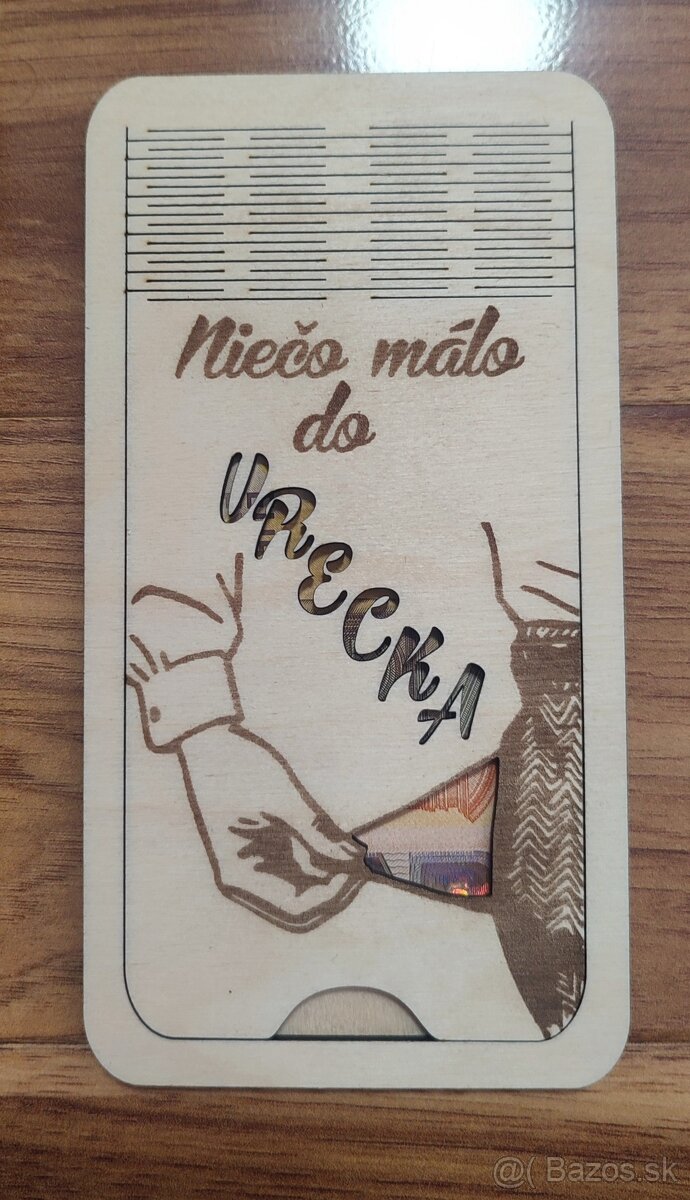 Niečo málo
do
VRECKA
@( Bazos.sk